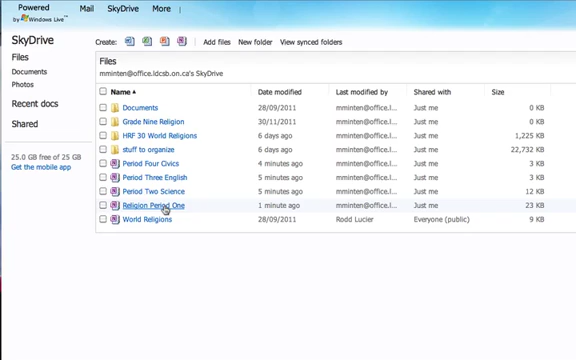 Powered
by Windows Live™
Mail SkyDrive More
SkyDrive
Files
Documents
Photos
Recent docs
Shared
25.0 GB free of 25 GB
Get the mobile app
Create: Add files New folder View synced folders
Files
mminten@office.ldcsb.on.ca's SkyDrive
Name Date modified Last modified by Shared with Size
Documents 28/09/2011 mminten@office.l... Just me 0 KB
Grade Nine Religion 30/11/2011 mminten@office.l... Just me 0 KB
HRF 30 World Religions 6 days ago mminten@office.l... Just me 1,225 KB
stuff to organize 6 days ago mminten@office.l... Just me 22,732 KB
Period Four Civics 4 minutes ago mminten@office.l... Just me 3 KB
Period Three English 5 minutes ago mminten@office.l... Just me 3 KB
Period Two Science 5 minutes ago mminten@office.l... Just me 12 KB
Religion Period One 1 minute ago mminten@office.l... Just me 23 KB
World Religions 28/09/2011 Rodd Lucier Everyone (public) 9 KB